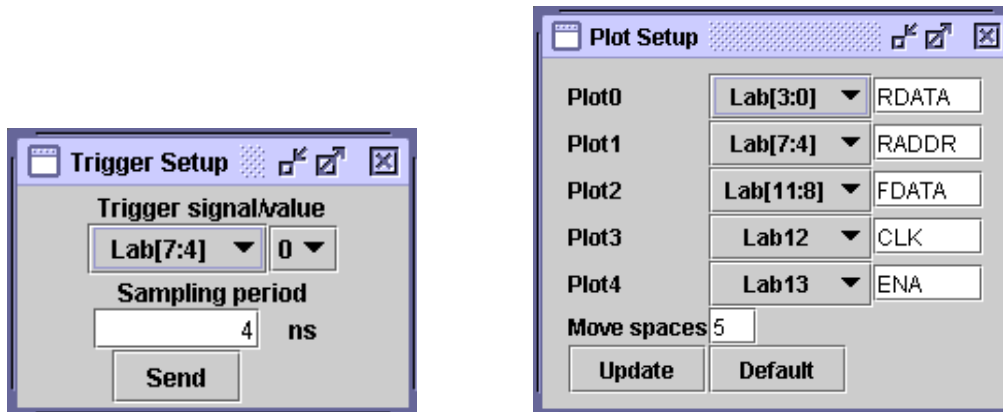 Trigger Setup
Trigger signal/value
Lab[7:4] 0
Sampling period
4 ns
Send
Plot Setup
Plot0 Lab[3:0] RDATA
Plot1 Lab[7:4] RADDR
Plot2 Lab[11:8] FDATA
Plot3 Lab12 CLK
Plot4 Lab13 ENA
Move spaces 5
Update Default